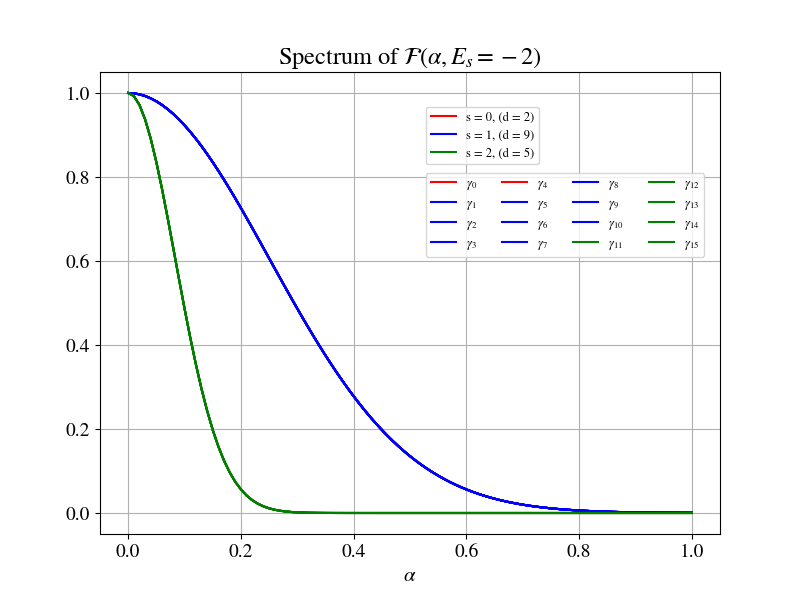 Spectrum of 𝓕(α, E_s = −2)
s = 0, (d = 2)
s = 1, (d = 9)
s = 2, (d = 5)
γ₀ γ₄ γ₈ γ₁₂
γ₁ γ₅ γ₉ γ₁₃
γ₂ γ₆ γ₁₀ γ₁₄
γ₃ γ₇ γ₁₁ γ₁₅
1.0
0.8
0.6
0.4
0.2
0.0
0.0 0.2 0.4 0.6 0.8 1.0
α